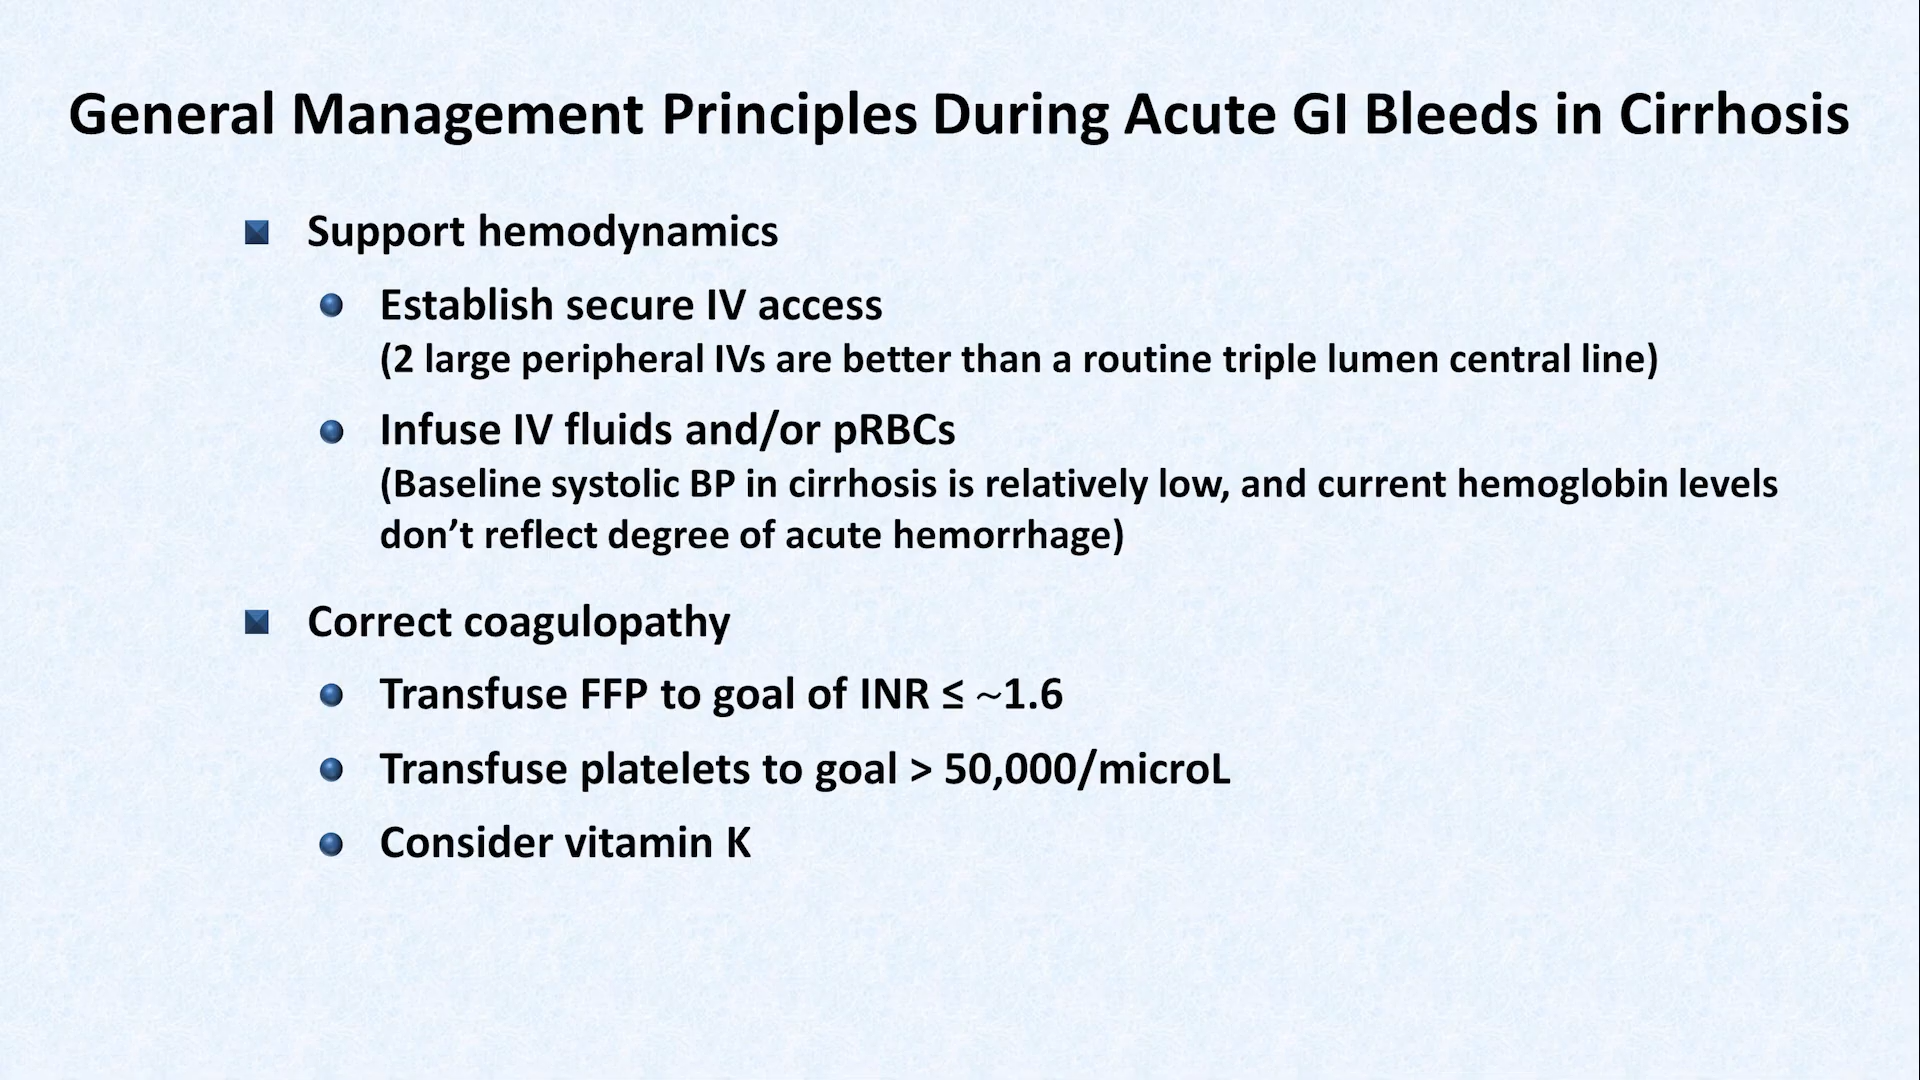 General Management Principles During Acute GI Bleeds in Cirrhosis
Support hemodynamics
Establish secure IV access
(2 large peripheral IVs are better than a routine triple lumen central line)
Infuse IV fluids and/or pRBCs
(Baseline systolic BP in cirrhosis is relatively low, and current hemoglobin levels
don’t reflect degree of acute hemorrhage)
Correct coagulopathy
Transfuse FFP to goal of INR ≤ ~1.6
Transfuse platelets to goal > 50,000/microL
Consider vitamin K